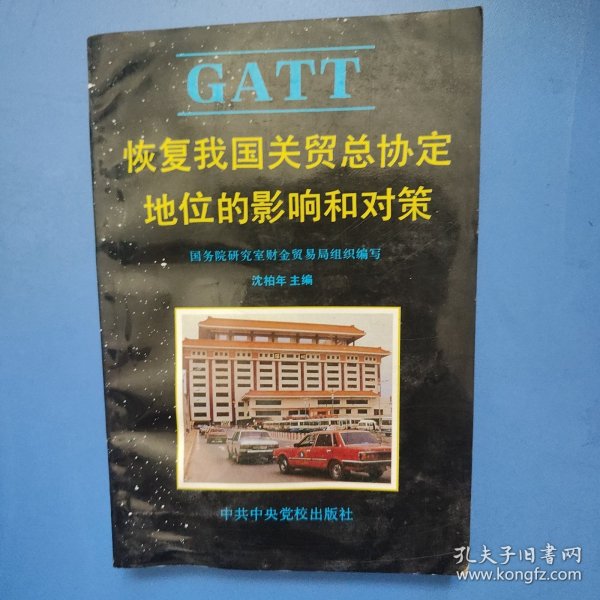 GATT
恢复我国关贸总协定
地位的影响和对策
国务院研究室财金贸易局组织编写
沈柏年 主编
中共中央党校出版社
孔夫子旧书网
www.kongfz.com